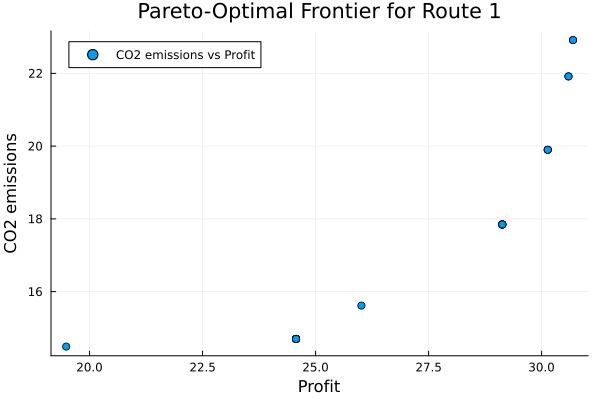 Pareto-Optimal Frontier for Route 1
CO2 emissions vs Profit
CO2 emissions
22
20
18
16
20.0 22.5 25.0 27.5 30.0
Profit